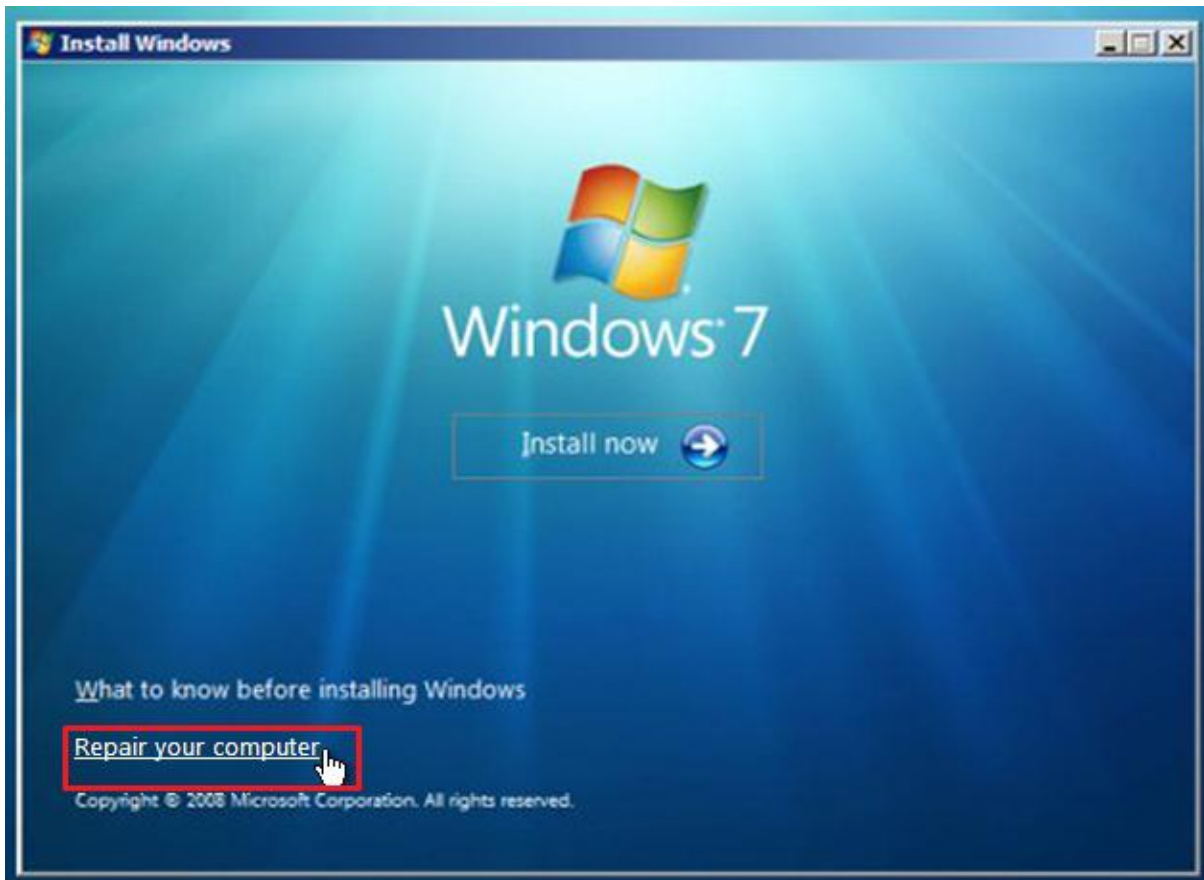 Install Windows
Windows® 7
Install now
What to know before installing Windows
Repair your computer
Copyright © 2008 Microsoft Corporation. All rights reserved.